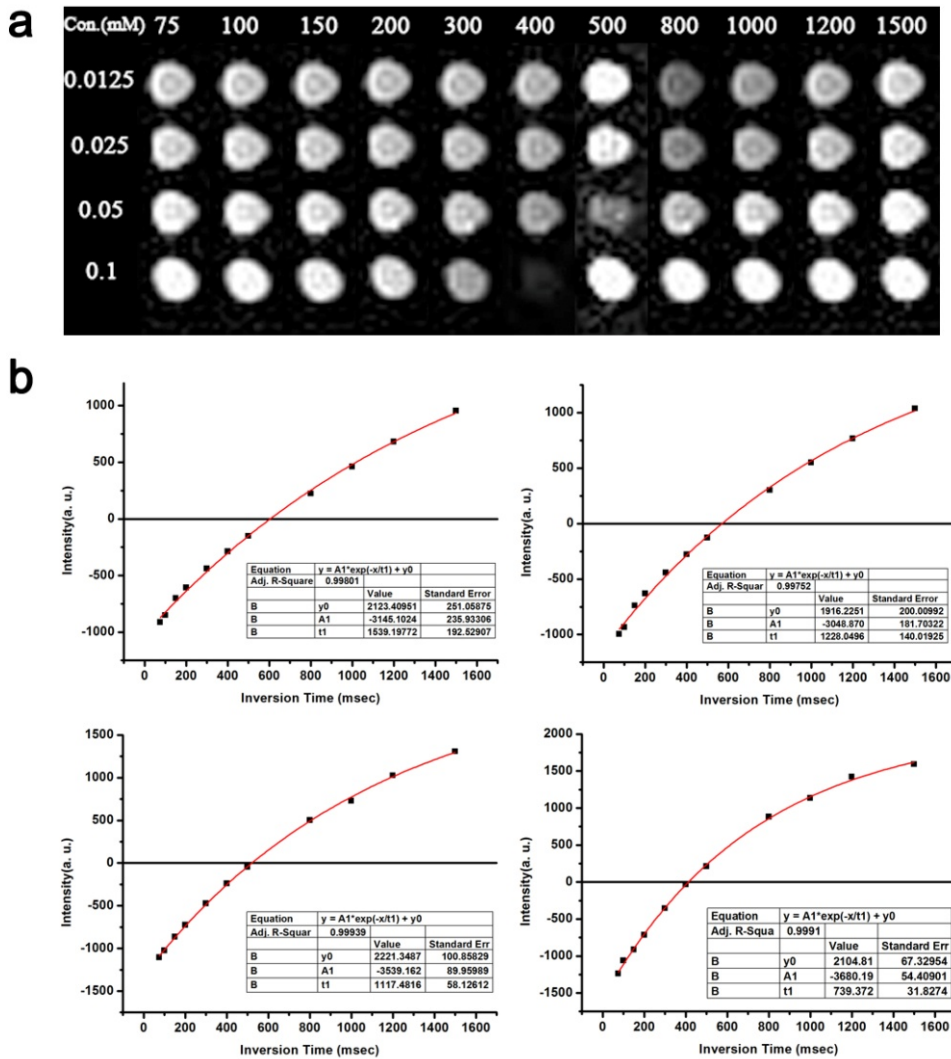 a
Con.(mM) 75 100 150 200 300 400 500 800 1000 1200 1500
0.0125
0.025
0.05
0.1
b
1000
500
0
-500
-1000
Intensity(a. u.)
0 200 400 600 800 1000 1200 1400 1600
Inversion Time (msec)
Equation y = A1*exp(-x/t1) + y0
Adj. R-Square 0.99801
Value Standard Error
B y0 2123.40951 251.05875
B A1 -3145.1024 235.93306
B t1 1539.19772 192.52907
1000
500
0
-500
-1000
Intensity(a. u.)
0 200 400 600 800 1000 1200 1400 1600
Inversion Time (msec)
Equation y = A1*exp(-x/t1) + y0
Adj. R-Square 0.99752
Value Standard Error
B y0 1916.2251 200.00992
B A1 -3048.870 181.70322
B t1 1228.0496 140.01925
1500
1000
500
0
-500
-1000
-1500
Intensity(a. u.)
0 200 400 600 800 1000 1200 1400 1600
Inversion Time (msec)
Equation y = A1*exp(-x/t1) + y0
Adj. R-Squar 0.99939
Value Standard Err
B y0 2221.3487 100.85829
B A1 -3539.162 89.95989
B t1 1117.4816 58.12612
2000
1500
1000
500
0
-500
-1000
-1500
Intensity(a. u.)
0 200 400 600 800 1000 1200 1400 1600
Inversion Time (msec)
Equation y = A1*exp(-x/t1) + y0
Adj. R-Squa 0.9991
Value Standard Err
B y0 2104.81 67.32954
B A1 -3680.19 54.40901
B t1 739.372 31.8274